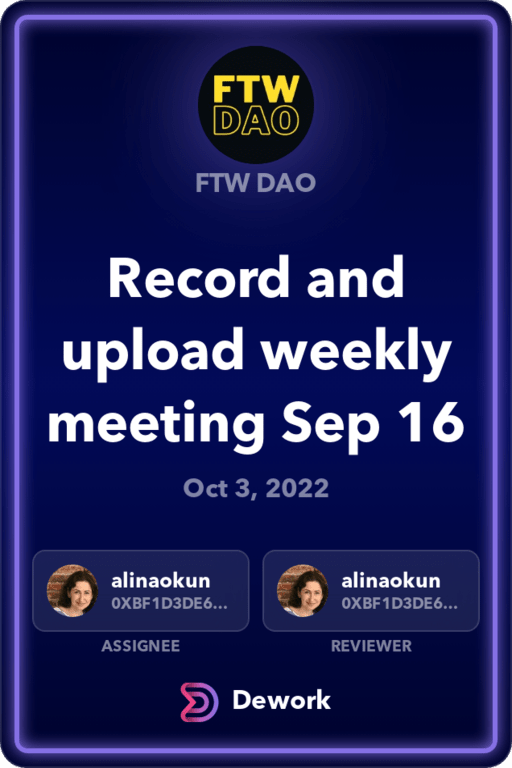 FTW
DAO
FTW DAO
Record and
upload weekly
meeting Sep 16
Oct 3, 2022
alinaokun
0XBF1D3DE6...
ASSIGNEE
alinaokun
0XBF1D3DE6...
REVIEWER
Dework